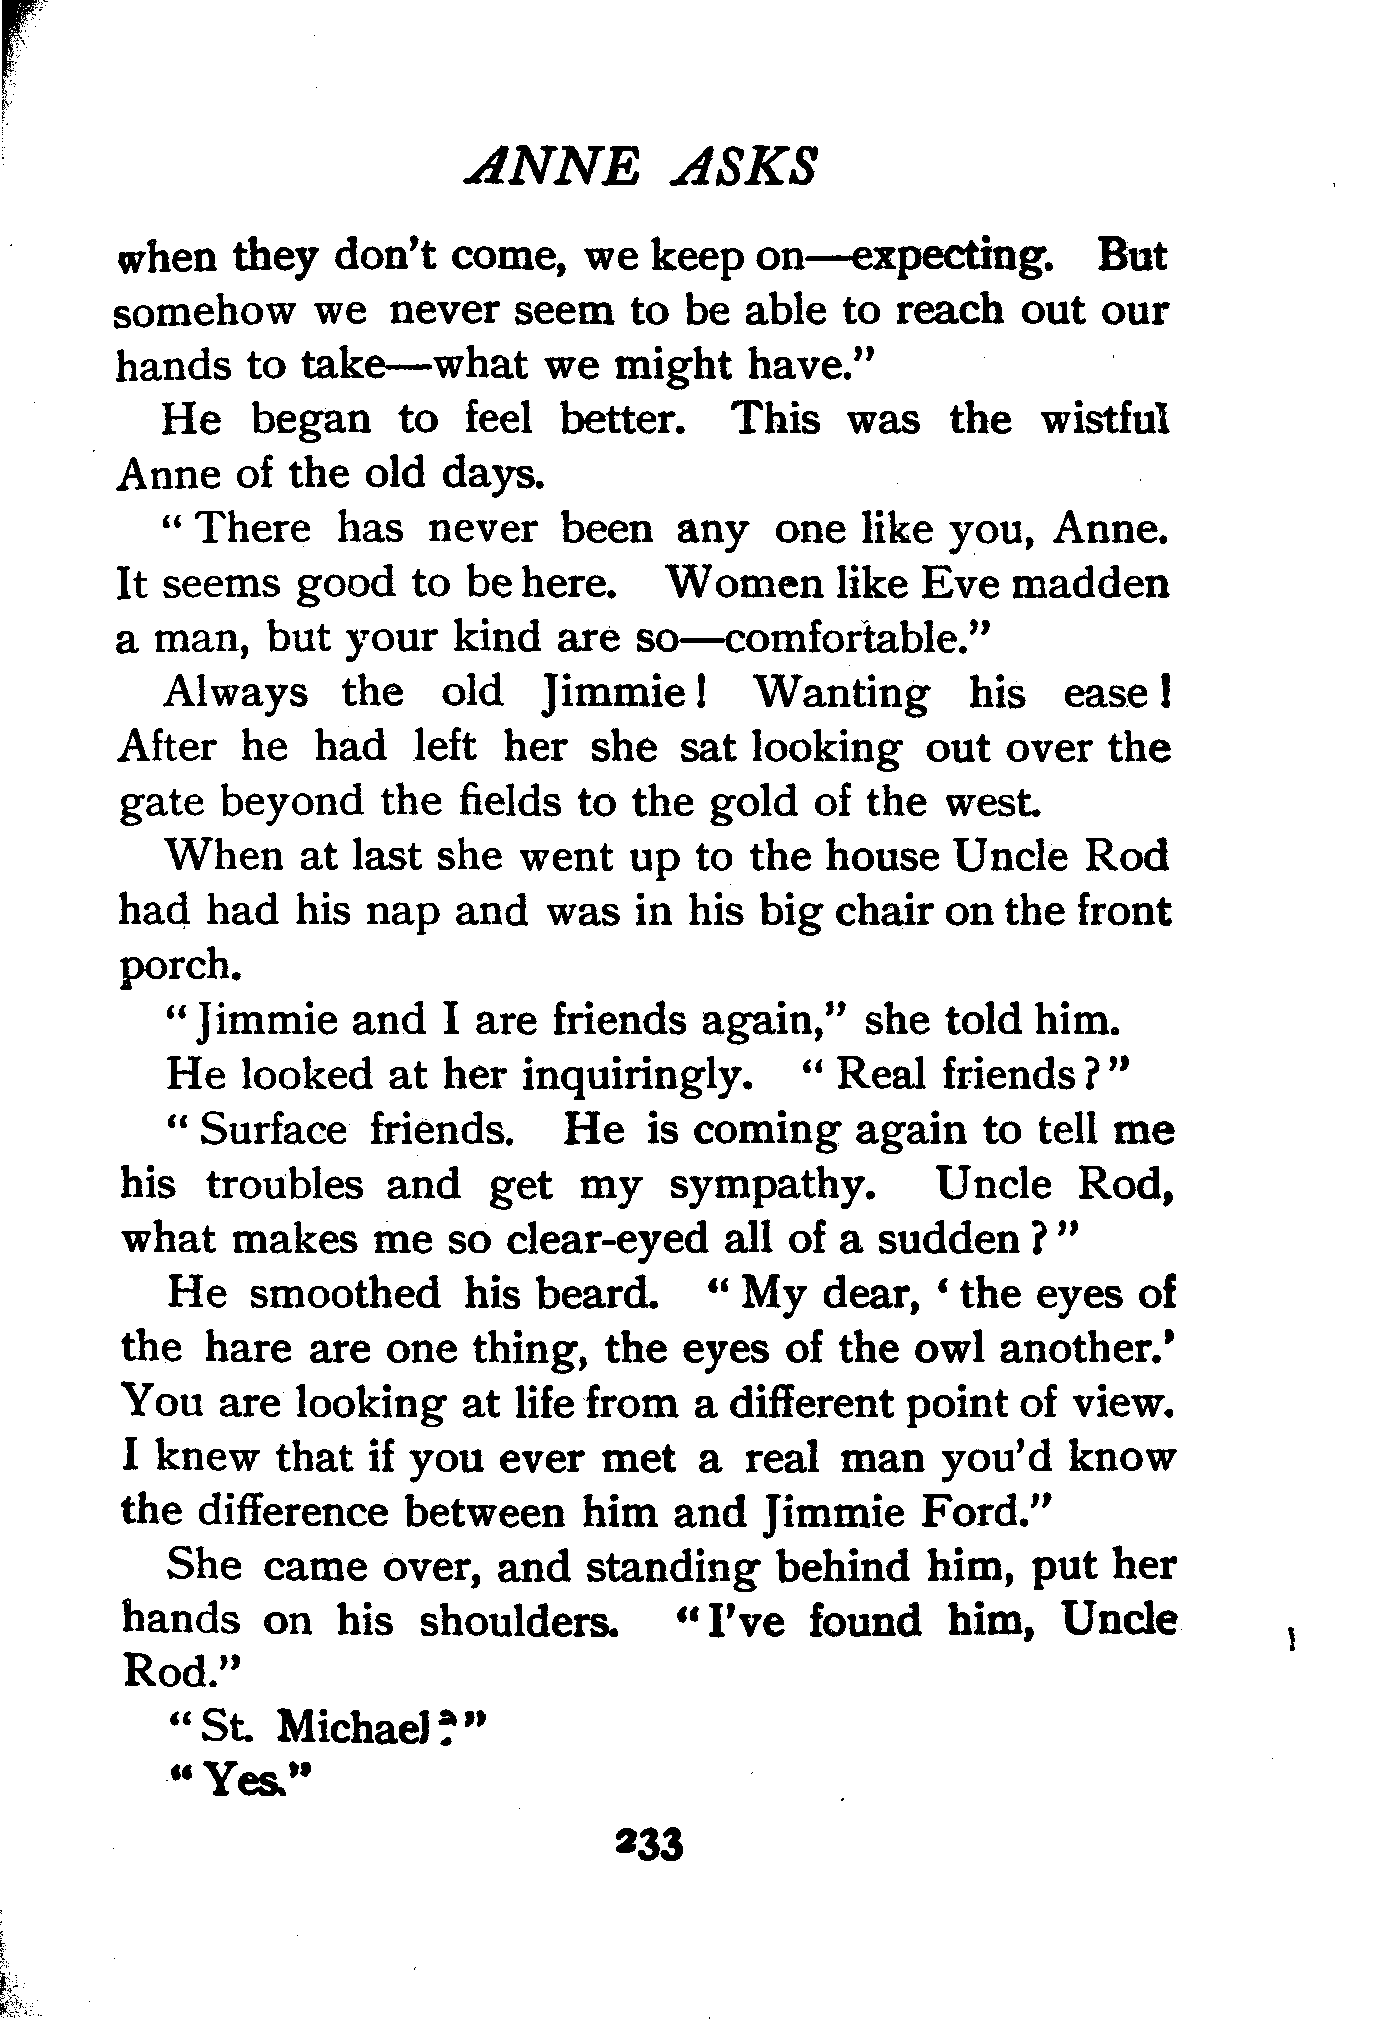 ANNE ASKS
when they don't come, we keep on—expecting. But
somehow we never seem to be able to reach out our
hands to take—what we might have."
He began to feel better. This was the wistful
Anne of the old days.
"There has never been any one like you, Anne.
It seems good to be here. Women like Eve madden
a man, but your kind are so—comfortable."
Always the old Jimmie! Wanting his ease!
After he had left her she sat looking out over the
gate beyond the fields to the gold of the west.
When at last she went up to the house Uncle Rod
had had his nap and was in his big chair on the front
porch.
"Jimmie and I are friends again," she told him.
He looked at her inquiringly. "Real friends?"
"Surface friends. He is coming again to tell me
his troubles and get my sympathy. Uncle Rod,
what makes me so clear-eyed all of a sudden?"
He smoothed his beard. "My dear, 'the eyes of
the hare are one thing, the eyes of the owl another.'
You are looking at life from a different point of view.
I knew that if you ever met a real man you'd know
the difference between him and Jimmie Ford."
She came over, and standing behind him, put her
hands on his shoulders. "I've found him, Uncle
Rod."
"St. Michael?"
"Yes."
233